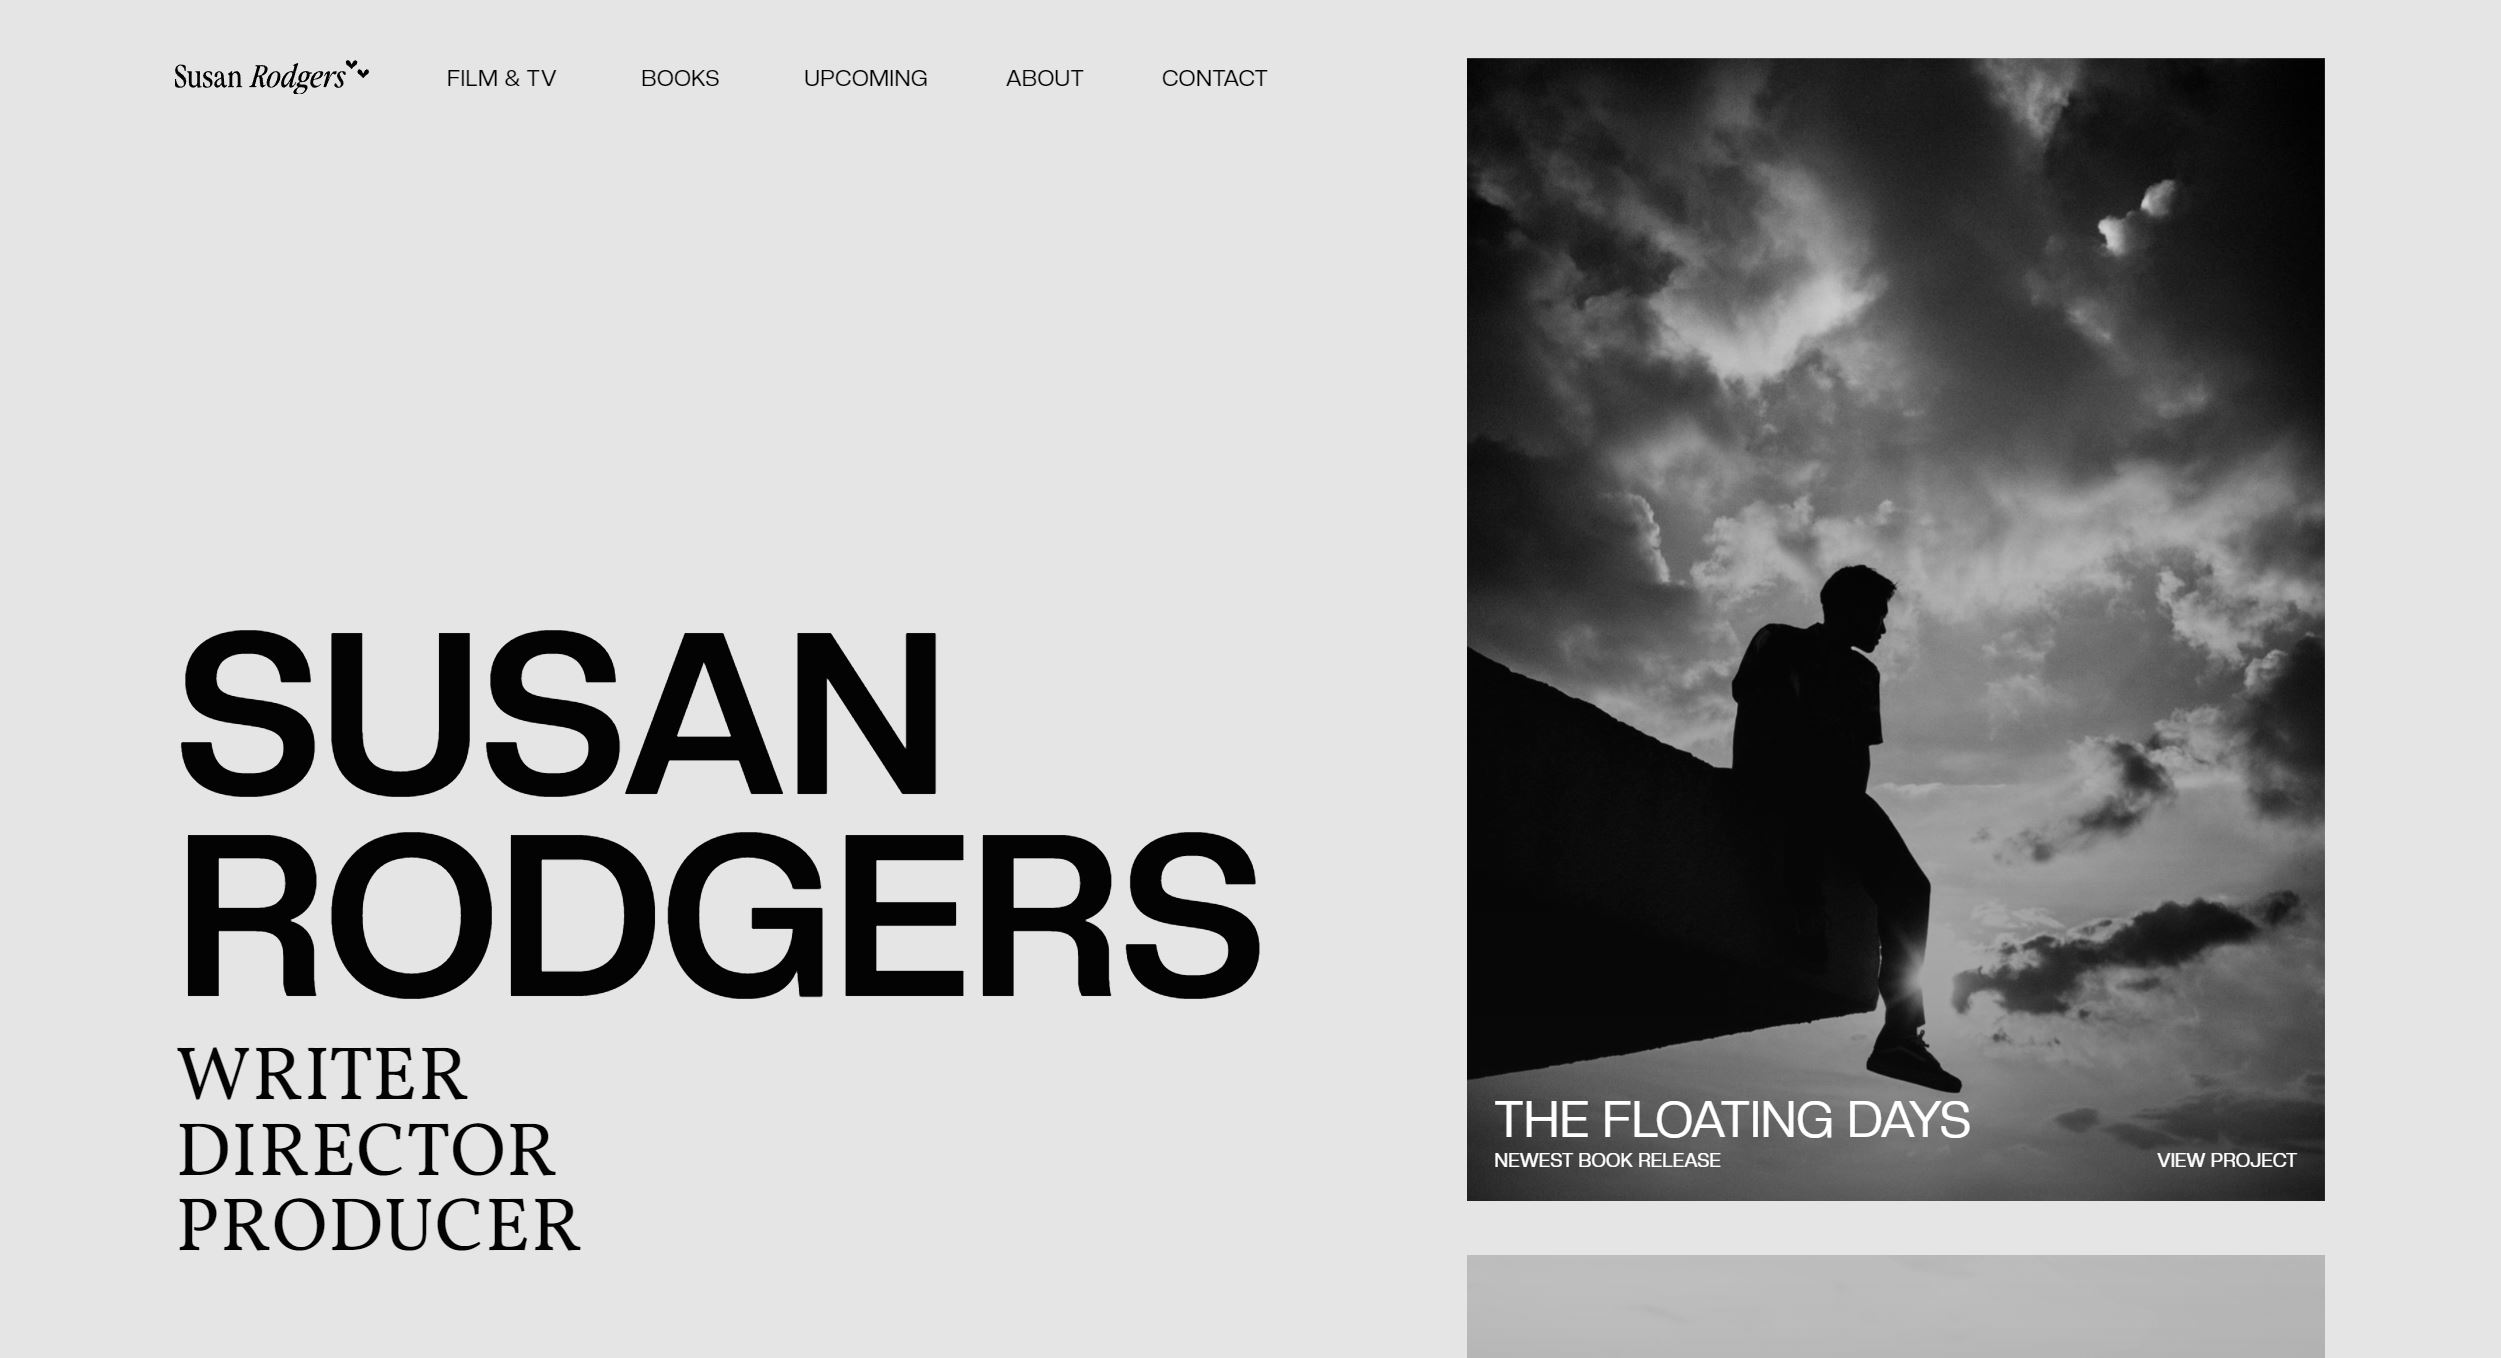 Susan Rodgers
FILM & TV
BOOKS
UPCOMING
ABOUT
CONTACT
SUSAN
RODGERS
WRITER
DIRECTOR
PRODUCER
THE FLOATING DAYS
NEWEST BOOK RELEASE
VIEW PROJECT